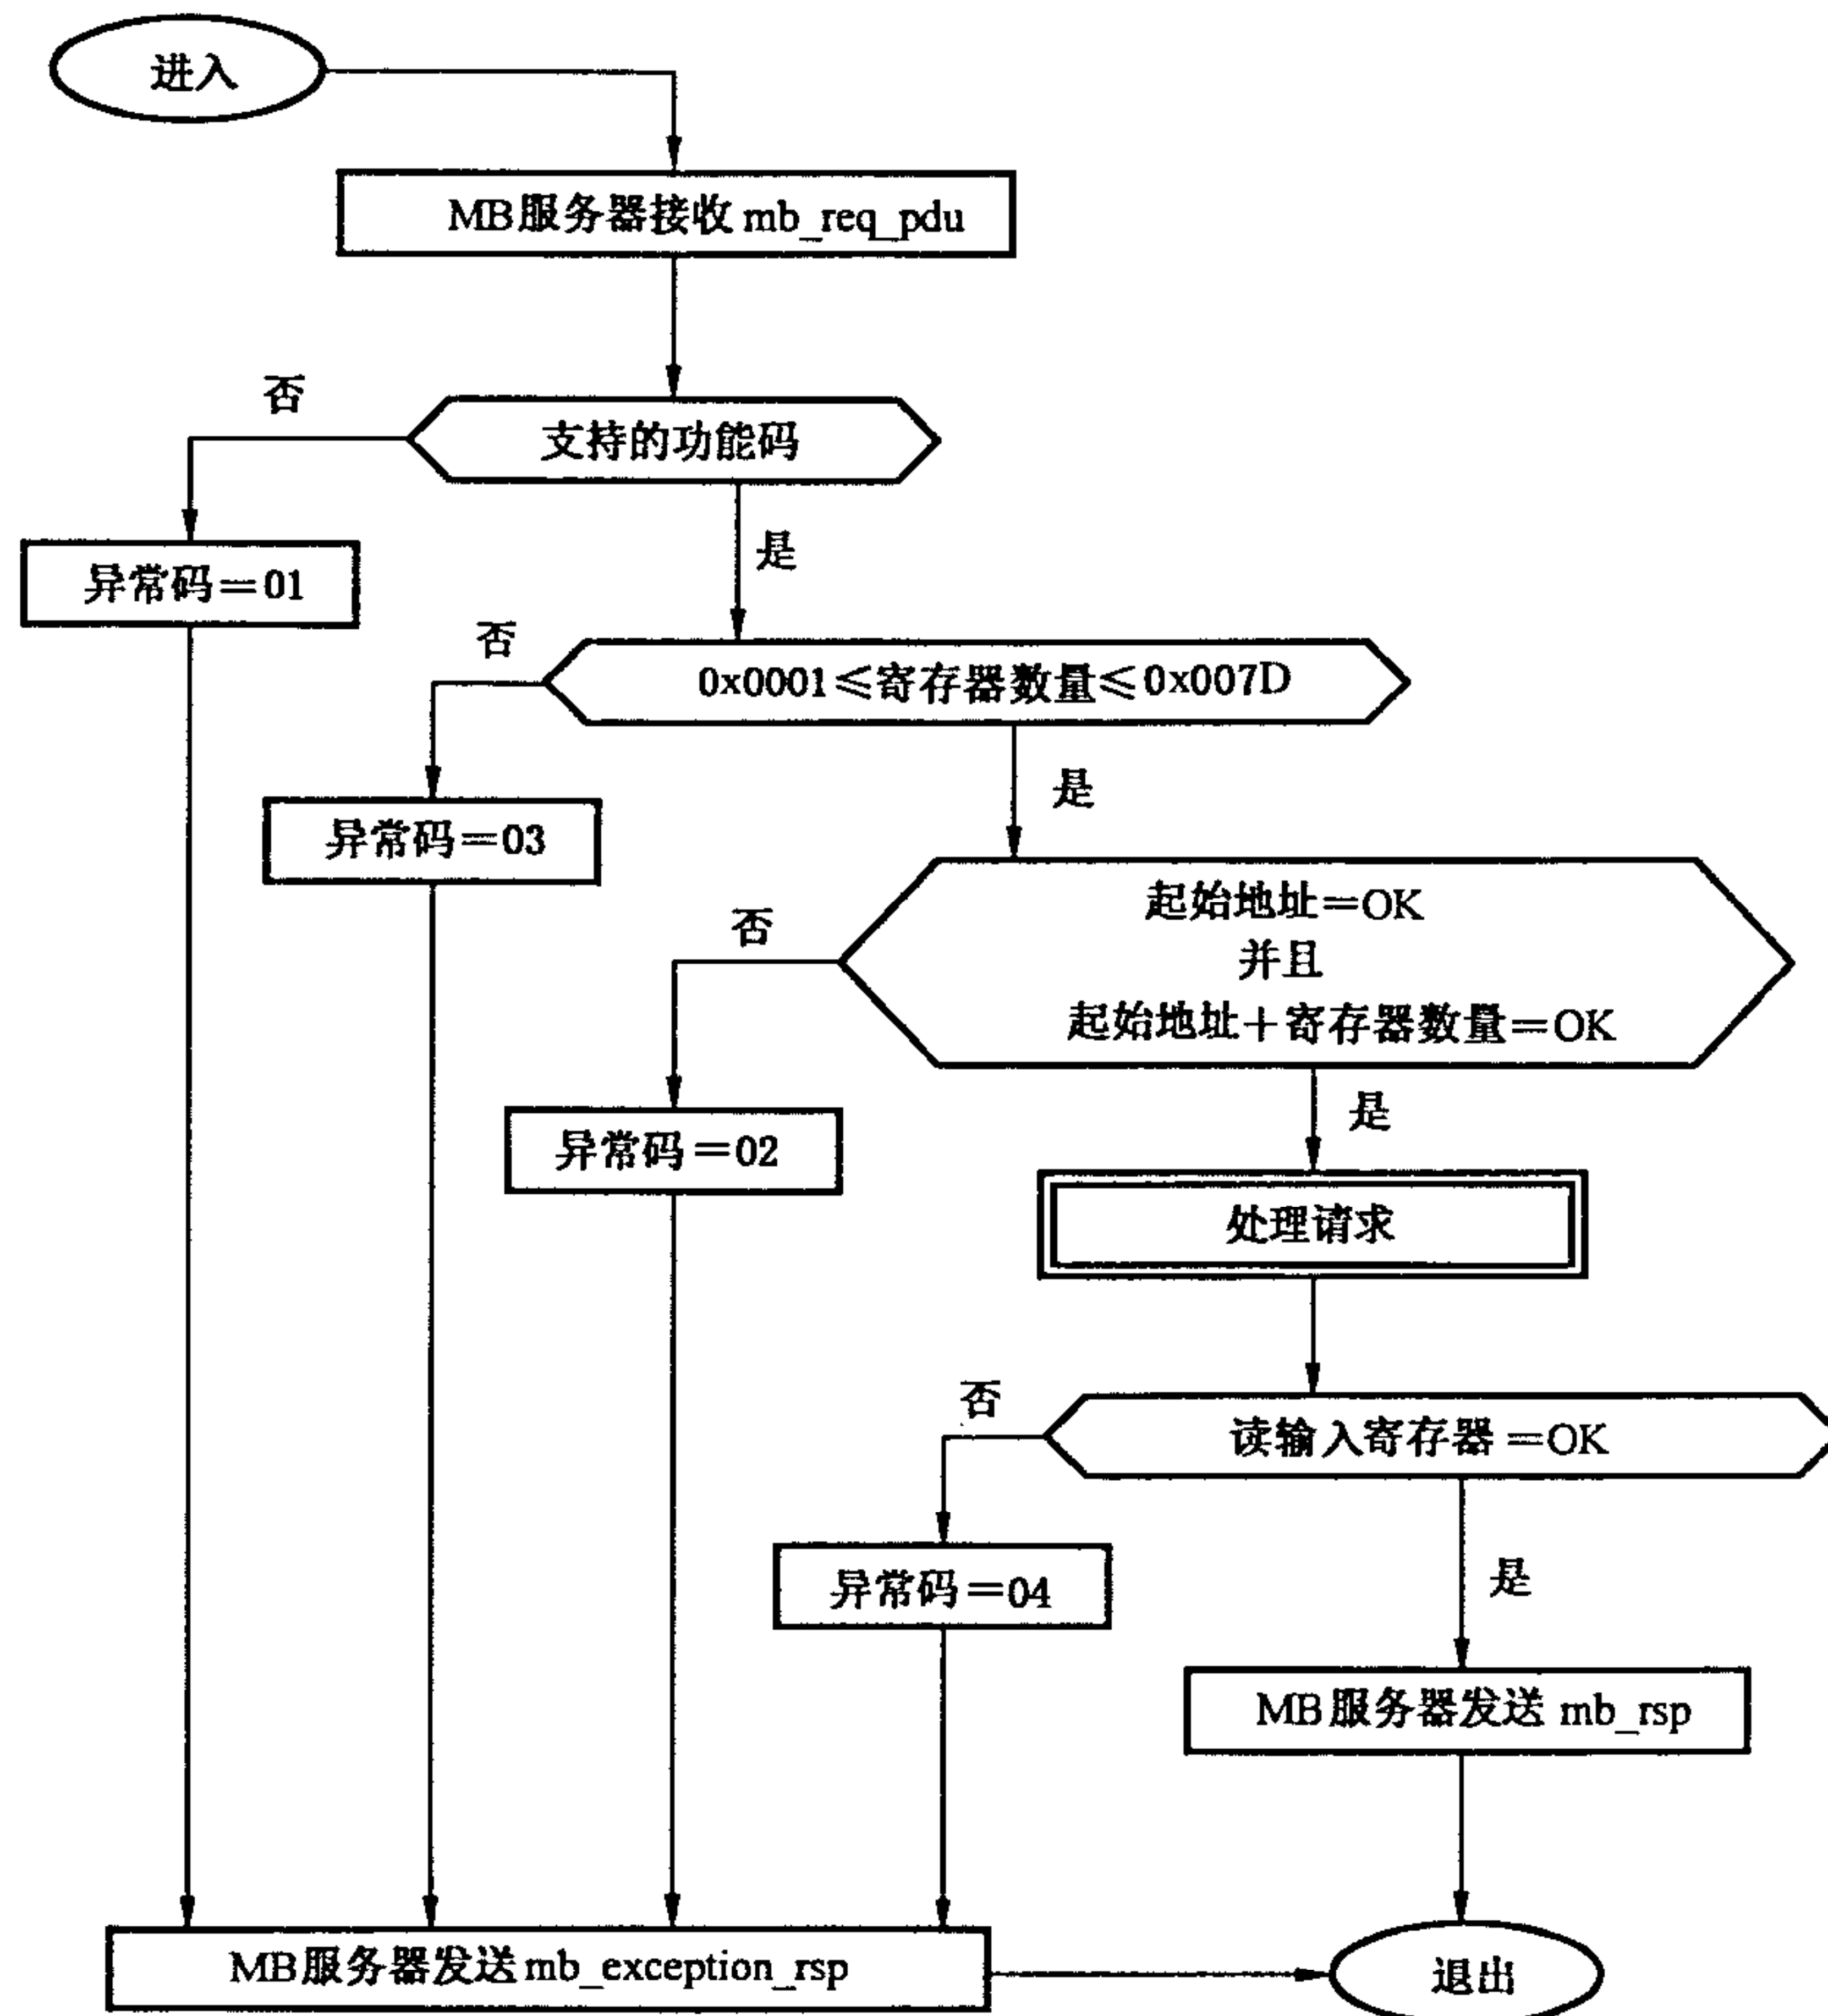 进入
MB服务器接收 mb_req_pdu
否
支持的功能码
是
异常码=01
否
0x0001≤寄存器数量≤0x007D
是
异常码=03
否
起始地址=OK
并且
起始地址+寄存器数量=OK
是
异常码=02
处理请求
否
读输入寄存器=OK
异常码=04
是
MB服务器发送 mb_rsp
MB服务器发送 mb_exception_rsp
退出